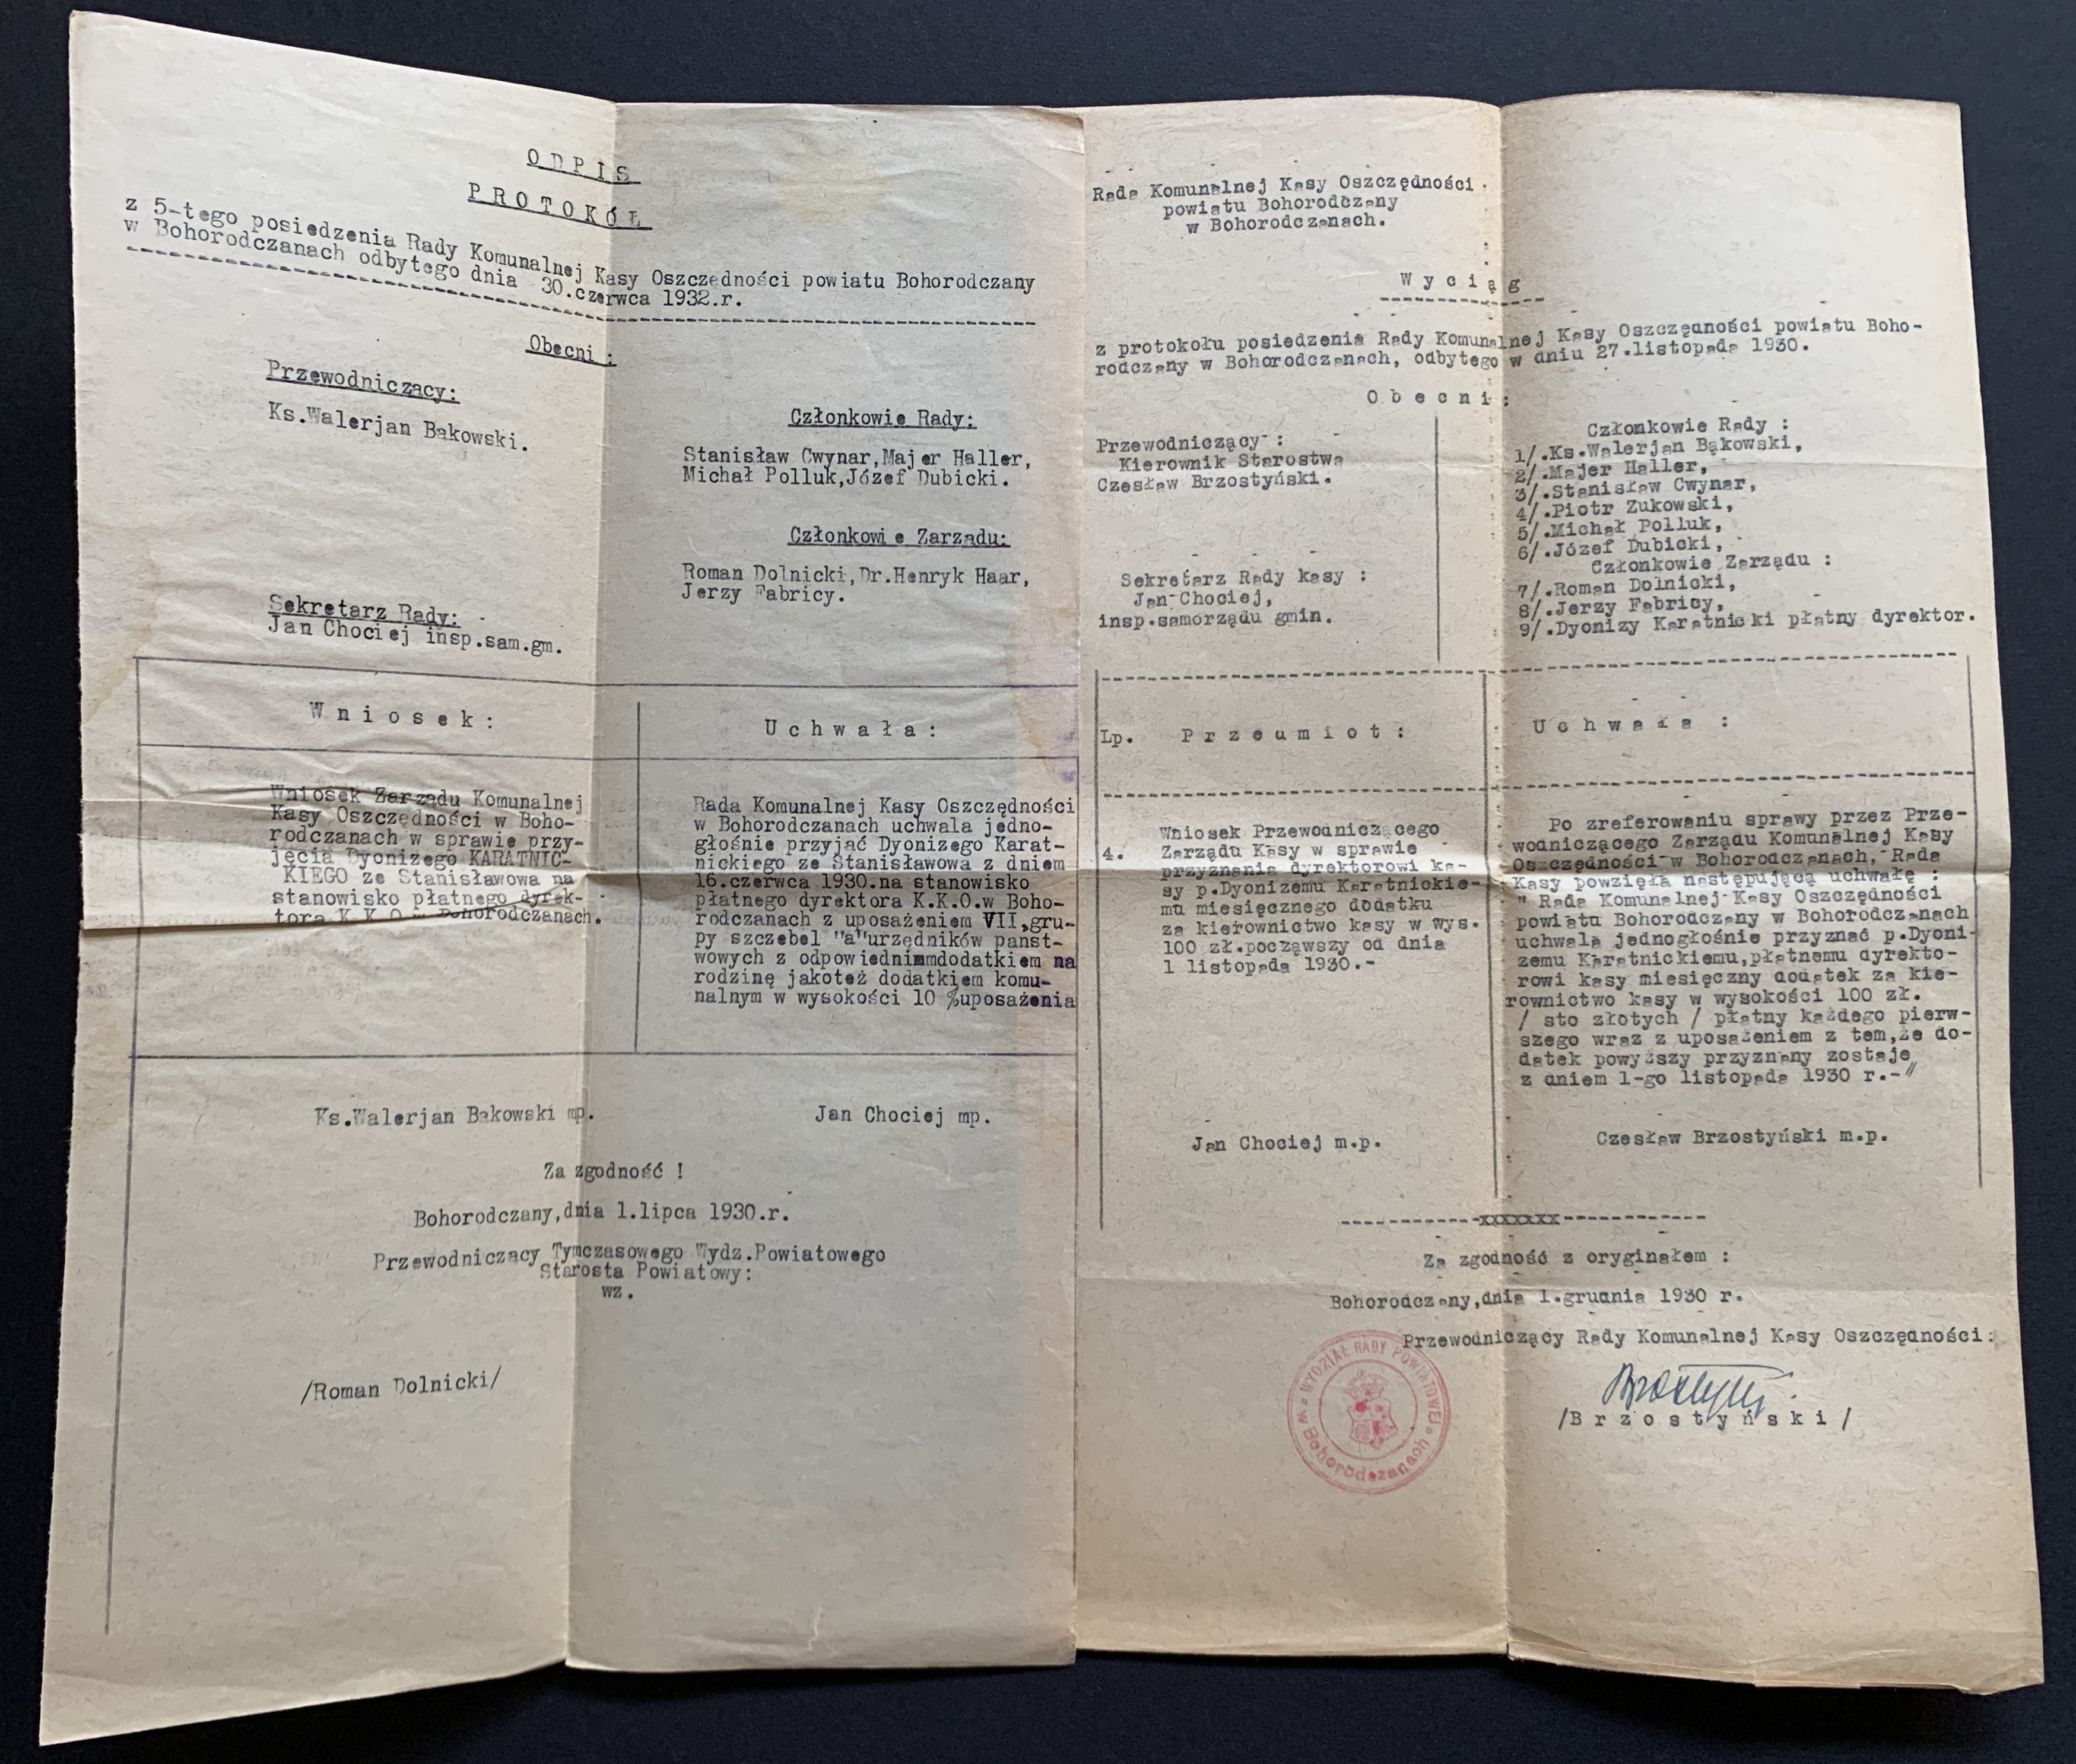 ODPIS
PROTOKÓŁ
z 5-tego posiedzenia Rady Komunalnej Kasy Oszczędności powiatu Bohorodczany
w Bohorodczanach odbytego dnia 30.czerwca 1932.r.
Obecni :
Przewodniczący:
Ks.Walerjan Bakowski.
Członkowie Rady:
Stanisław Cwynar,Majer Haller,
Michał Polluk,Józef Dubicki.
Członkowie Zarządu:
Roman Dolnicki,Dr.Henryk Haar,
Jerzy Fabricy.
Sekretarz Rady:
Jan Chociej insp.sam.gm.
Wniosek:
Uchwała:
Wniosek Zarządu Komunalnej
Kasy Oszczędności w Boho-
rodczanach w sprawie przy-
jęcia Dyonizego KARATNIC-
KIEGO ze Stanisławowa na
stanowisko płatnego dyrek-
tora K.K.O.w Bohorodczanach.
Rada Komunalnej Kasy Oszczędności
w Bohorodczanach uchwala jedno-
głośnie przyjąć Dyonizego Karat-
nickiego ze Stanisławowa z dniem
16.czerwca 1930.na stanowisko
płatnego dyrektora K.K.O.w Boho-
rodczanach z uposażeniem VII,gru-
py szczebel "a"urzędników panst-
wowych z odpowiednimmdodatkiem na
rodzinę jakoteż dodatkiem komu-
nalnym w wysokości 10 %uposażenia
Ks.Walerjan Bakowski mp.
Jan Chociej mp.
Za zgodność !
Bohorodczany,dnia 1.lipca 1930.r.
Przewodniczący Tymczasowego Wydz.Powiatowego
Starosta Powiatowy:
wz.
/Roman Dolnicki/
Rada Komunalnej Kasy Oszczędności
powiatu Bohorodczany
w Bohorodczanach.
Wyciąg
z protokołu posiedzenia Rady Komunalnej Kasy Oszczędności powiatu Boho-
rodczany w Bohorodczanach, odbytego w dniu 27.listopada 1930.
Obecni:
Przewodniczący :
Kierownik Starostwa
Czesław Brzostyński.
Sekretarz Rady kasy :
Jan Chociej,
insp.samorządu gmin.
Członkowie Rady :
1/.Ks.Walerjan Bąkowski,
2/.Majer Haller,
3/.Stanisław Cwynar,
4/.Piotr Zukowski,
5/.Michał Polluk,
6/.Józef Dubicki,
Członkowie Zarządu :
7/.Roman Dolnicki,
8/.Jerzy Fabricy,
9/.Dyonizy Karatnicki płatny dyrektor.
Lp. Przedmiot:
Uchwała :
4.
Wniosek Przewodniczącego
Zarządu Kasy w sprawie
przyznania dyrektorowi ka-
sy p.Dyonizemu Karatnickie-
mu miesięcznego dodatku
za kierownictwo kasy w wys.
100 zł.począwszy od dnia
1 listopada 1930.-
Po zreferowaniu sprawy przez Prze-
wodniczącego Zarządu Komunalnej Kasy
Oszczędności w Bohorodczanach, Rada
Kasy powzięła następującą uchwałę :
" Rada Komunalnej Kasy Oszczędności
powiatu Bohorodczany w Bohorodczanach
uchwala jednogłośnie przyznać p.Dyoni-
zemu Karatnickiemu,płatnemu dyrekto-
rowi kasy miesięczny dodatek za kie-
rownictwo kasy w wysokości 100 zł.
/ sto złotych / płatny każdego pierw-
szego wraz z uposażeniem z tem,że do-
datek powyższy przyznany zostaje
z dniem 1-go listopada 1930 r.-"
Jan Chociej m.p.
Czesław Brzostyński m.p.
------------xxxxxxx------------
Za zgodność z oryginałem :
Bohorodczany,dnia 1.grudnia 1930 r.
Przewodniczący Rady Komunalnej Kasy Oszczędności:
/Brzostyński/
WYDZIAŁ RADY POWIATOWEJ
w Bohorodczanach